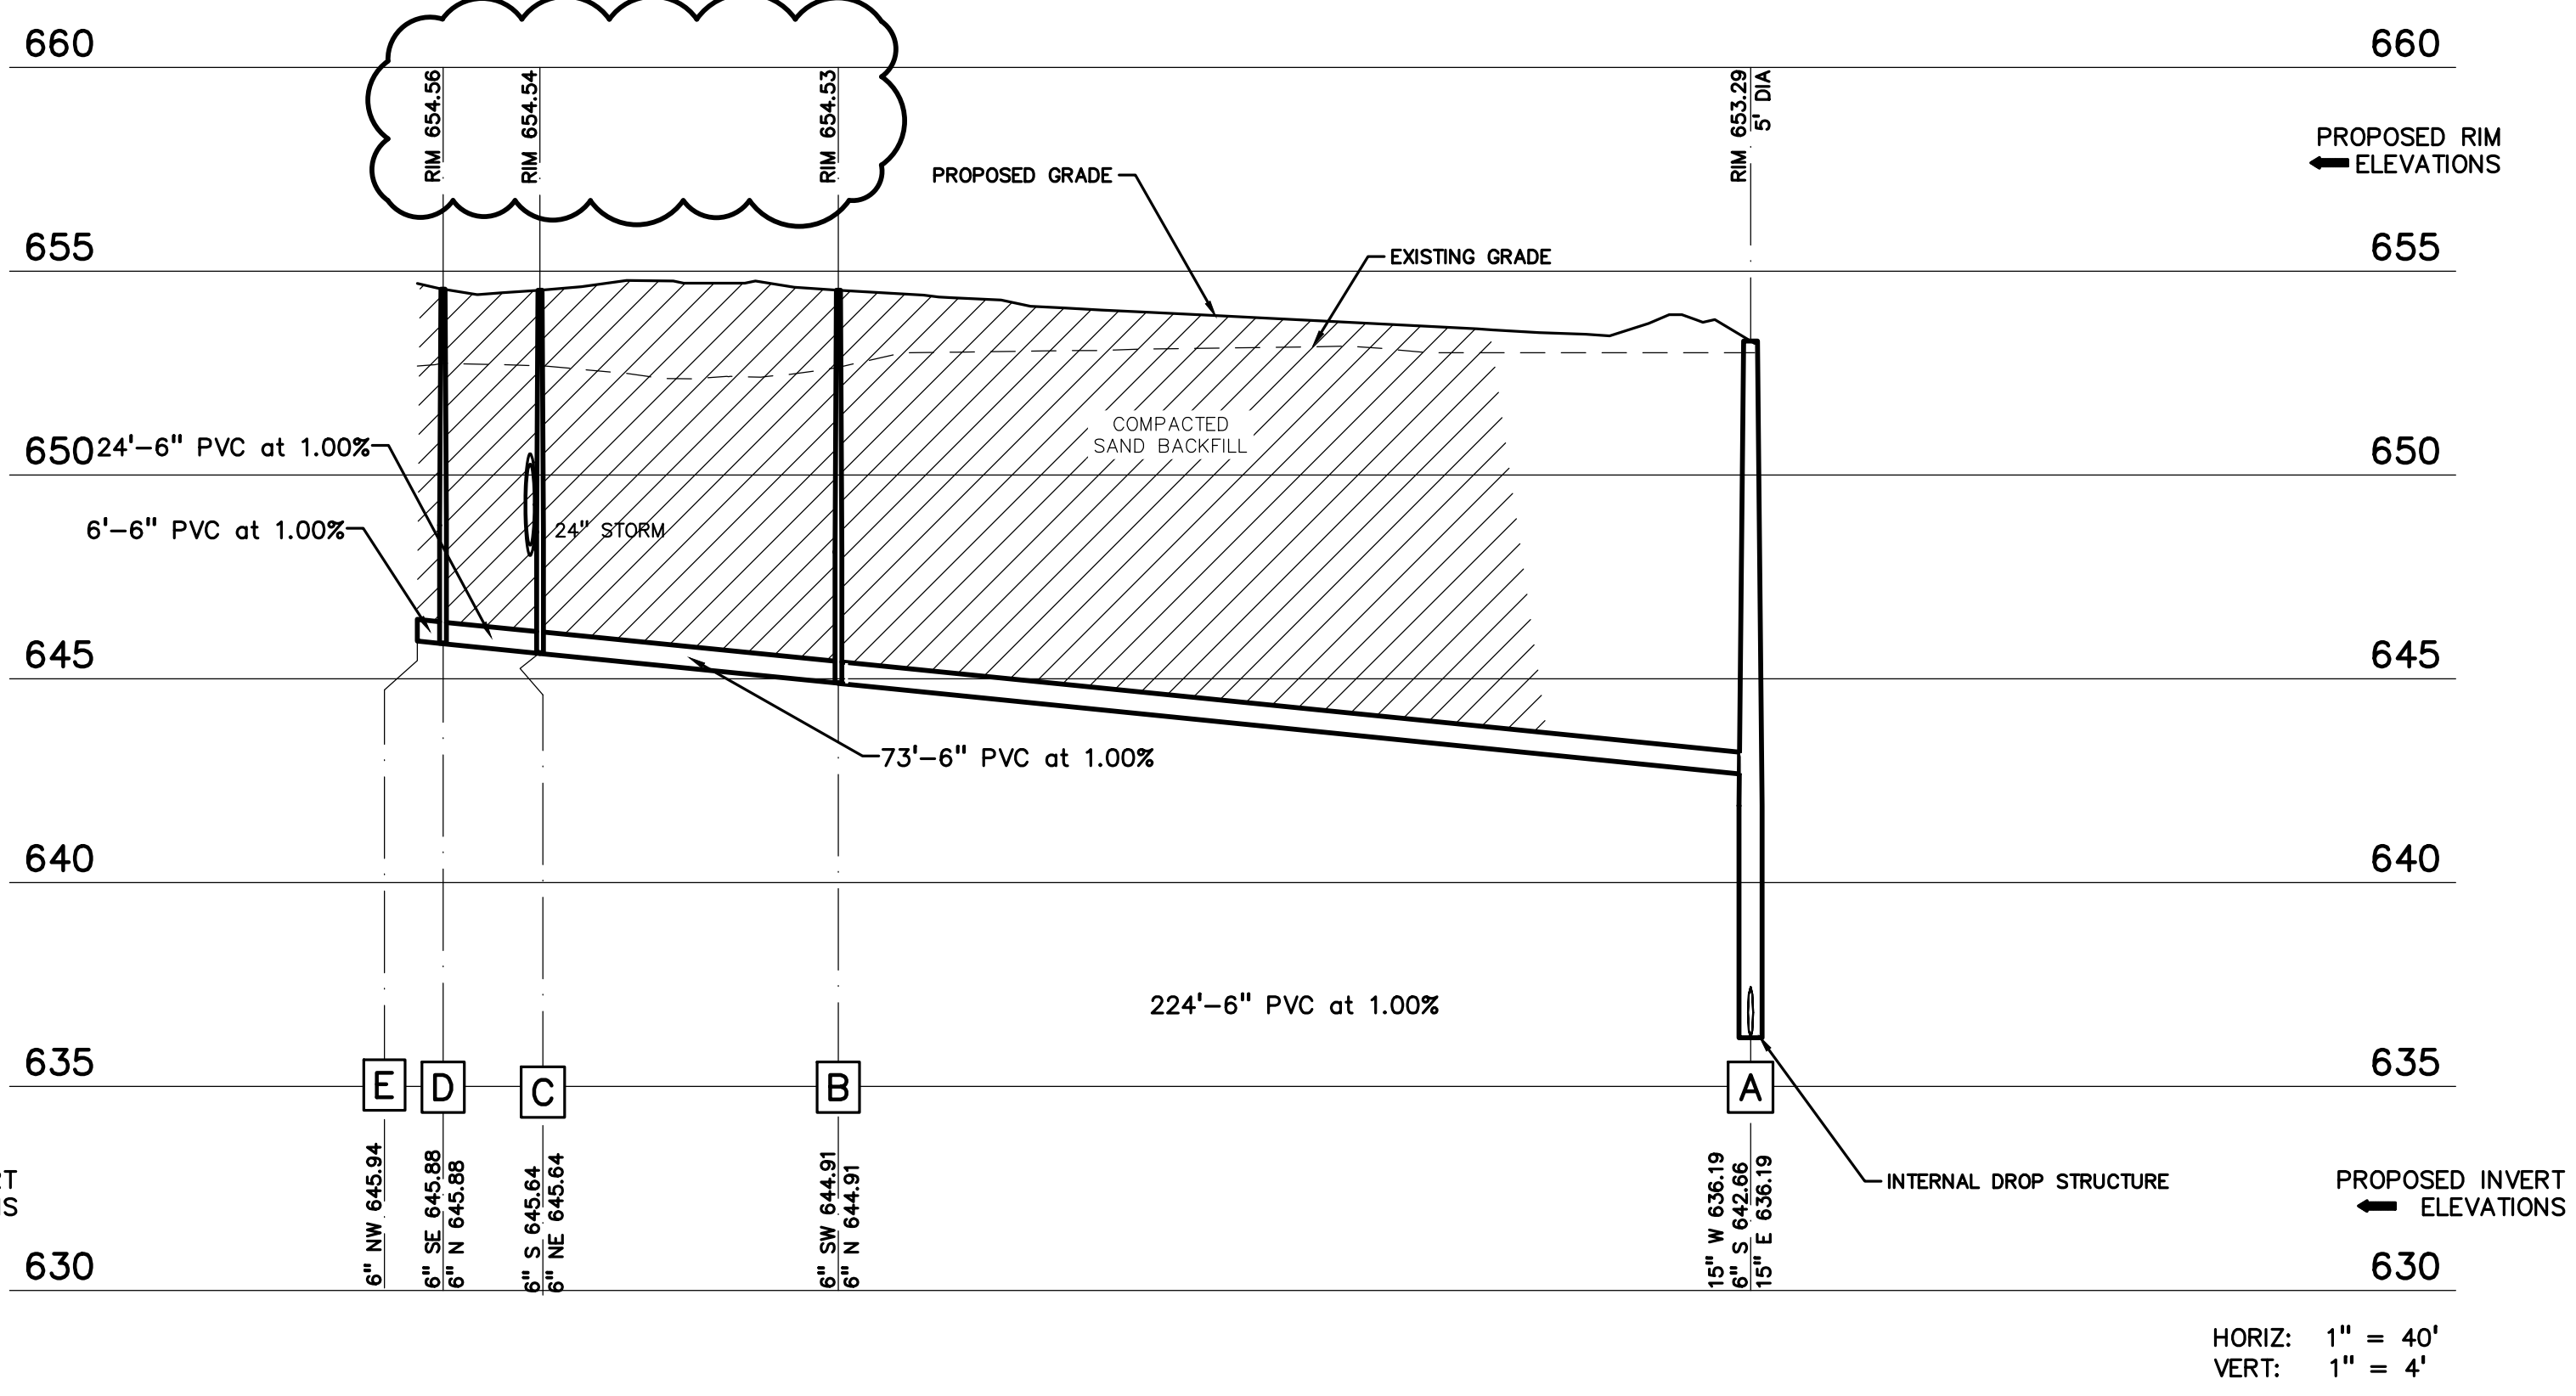 660
660
RIM 654.56
RIM 654.54
RIM 654.53
RIM 653.29
5' DIA
PROPOSED RIM
ELEVATIONS
PROPOSED GRADE
655
EXISTING GRADE
655
COMPACTED
SAND BACKFILL
650
24'-6" PVC at 1.00%
650
6'-6" PVC at 1.00%
24" STORM
645
645
73'-6" PVC at 1.00%
640
640
224'-6" PVC at 1.00%
635
E
D
C
B
A
635
6" NW 645.94
6" SE 645.88
6" N 645.88
6" S 645.64
6" NE 645.64
6" SW 644.91
6" N 644.91
15" W 636.19
6" S 642.66
15" E 636.19
INTERNAL DROP STRUCTURE
PROPOSED INVERT
ELEVATIONS
630
630
HORIZ: 1" = 40'
VERT: 1" = 4'